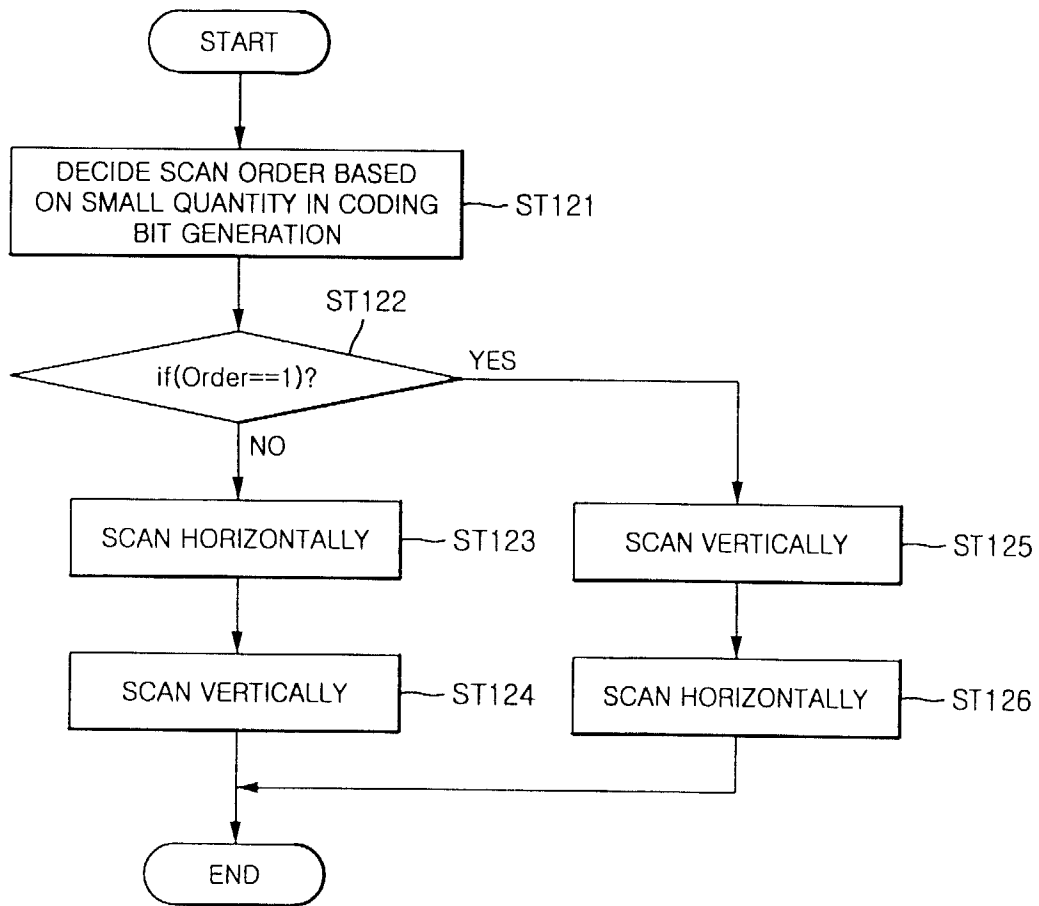 START
DECIDE SCAN ORDER BASED
ON SMALL QUANTITY IN CODING
BIT GENERATION
ST121
ST122
if(Order==1)?
YES
NO
SCAN HORIZONTALLY
ST123
SCAN VERTICALLY
ST125
SCAN VERTICALLY
ST124
SCAN HORIZONTALLY
ST126
END